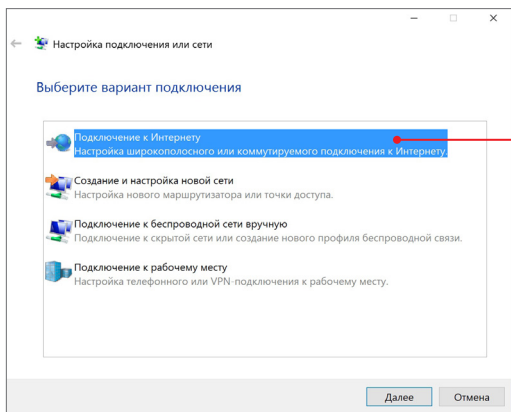 Настройка подключения или сети
Выберите вариант подключения
Подключение к Интернету
Настройка широкополосного или коммутируемого подключения к Интернету.
Создание и настройка новой сети
Настройка нового маршрутизатора или точки доступа.
Подключение к беспроводной сети вручную
Подключение к скрытой сети или создание нового профиля беспроводной связи.
Подключение к рабочему месту
Настройка телефонного или VPN-подключения к рабочему месту.
Далее Отмена